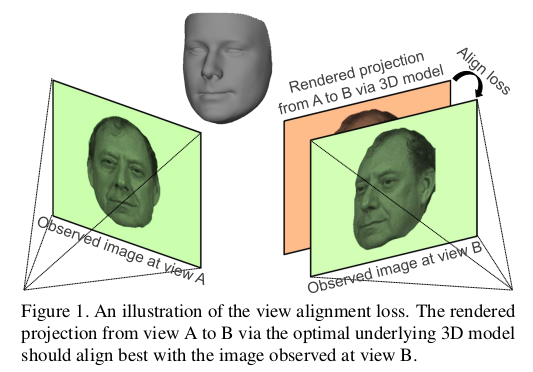 Rendered projection
from A to B via 3D model
Align loss
Observed image at view A
Observed image at view B
Figure 1. An illustration of the view alignment loss. The rendered
projection from view A to B via the optimal underlying 3D model
should align best with the image observed at view B.